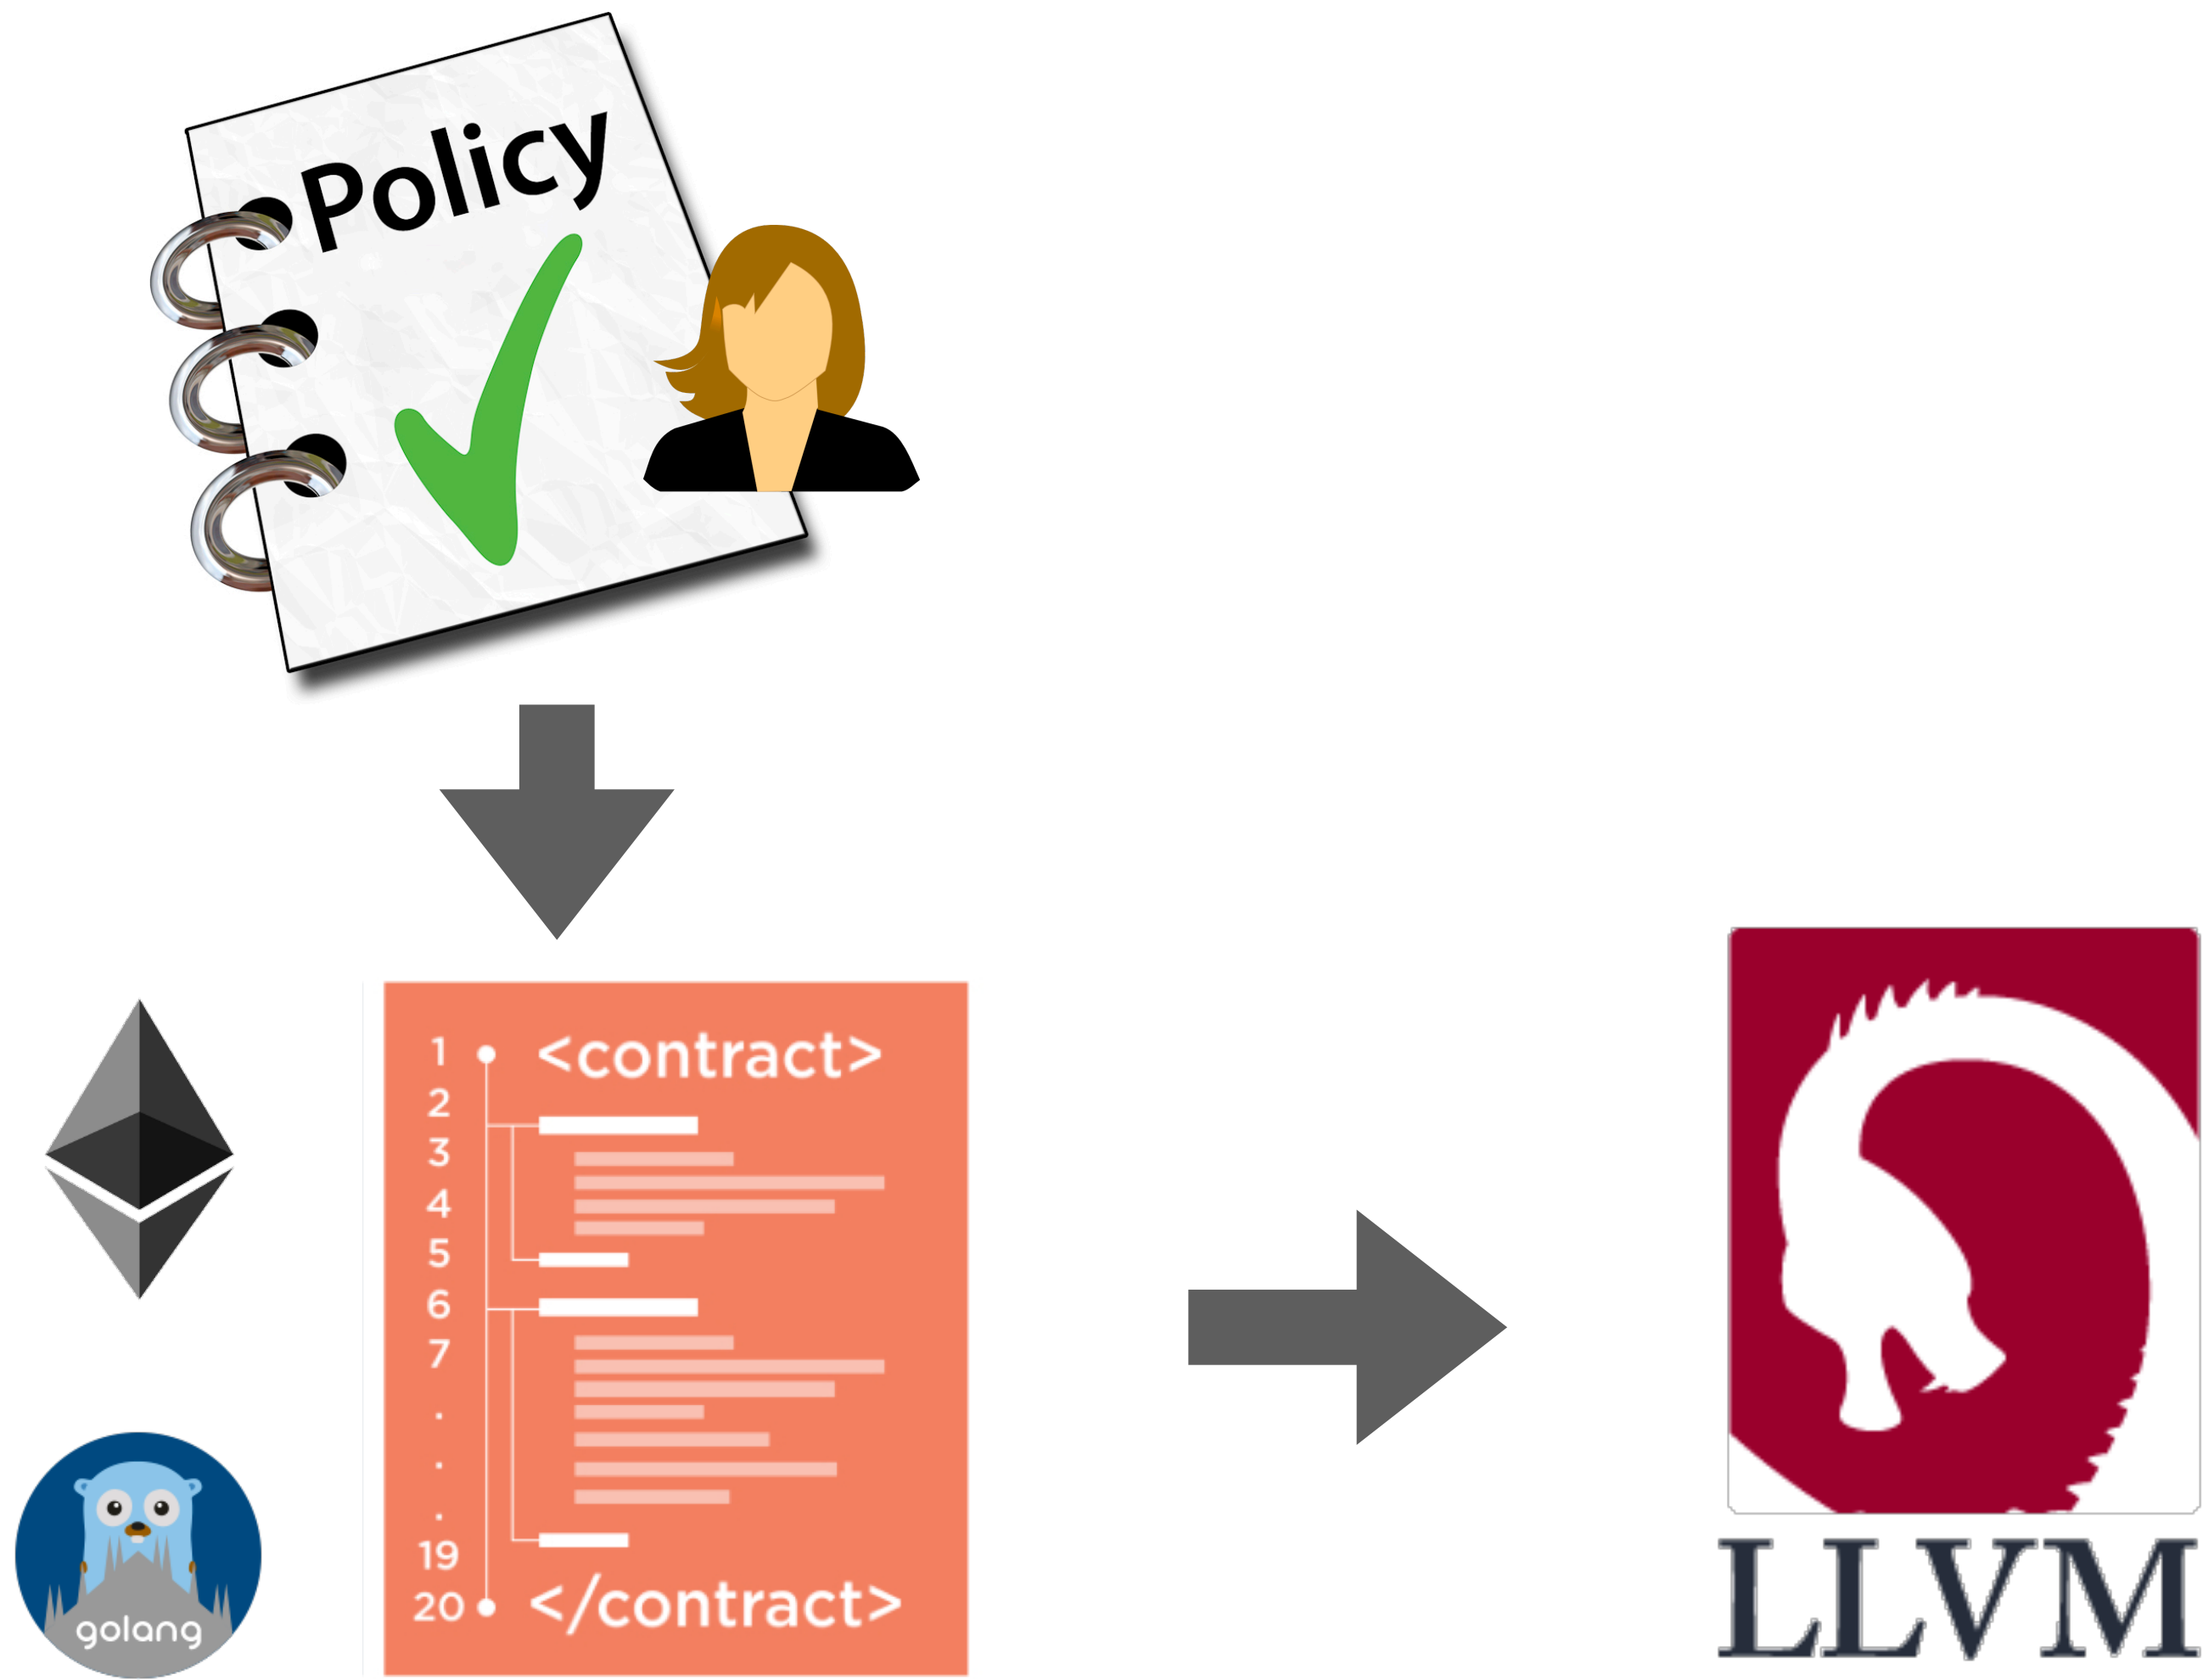 Policy
1 <contract>
2
3
4
5
6
7
.
.
.
19
20 </contract>
golang
LLVM